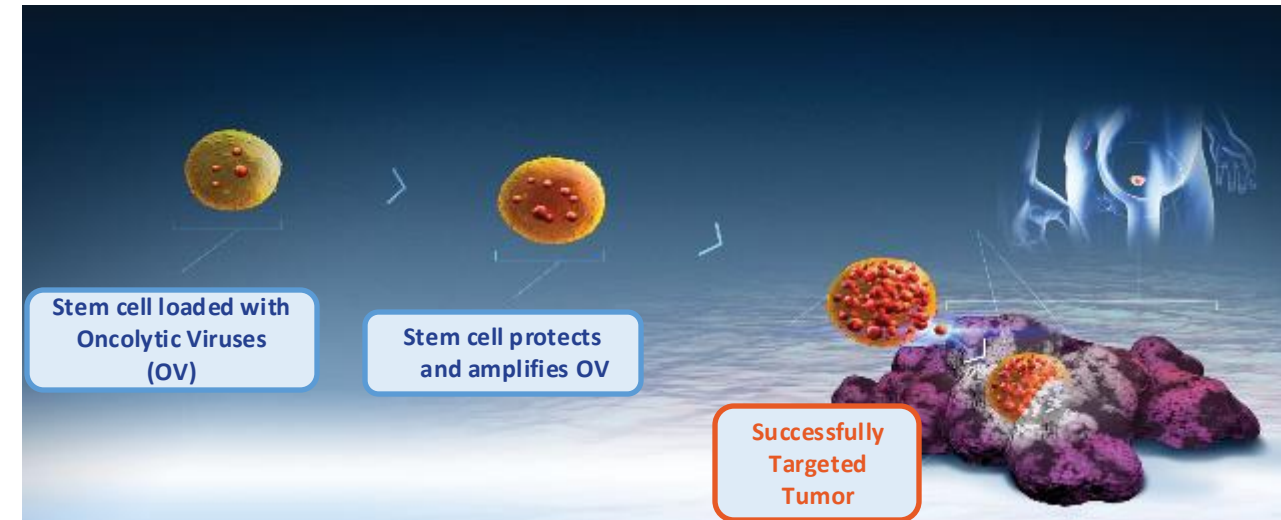 Stem cell loaded with
Oncolytic Viruses
(OV)
Stem cell protects
and amplifies OV
Successfully
Targeted
Tumor